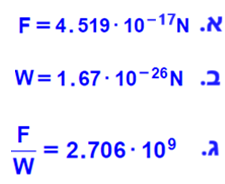 א. F = 4.519 · 10⁻¹⁷N
ב. W = 1.67 · 10⁻²⁶N
ג. F/W = 2.706 · 10⁹